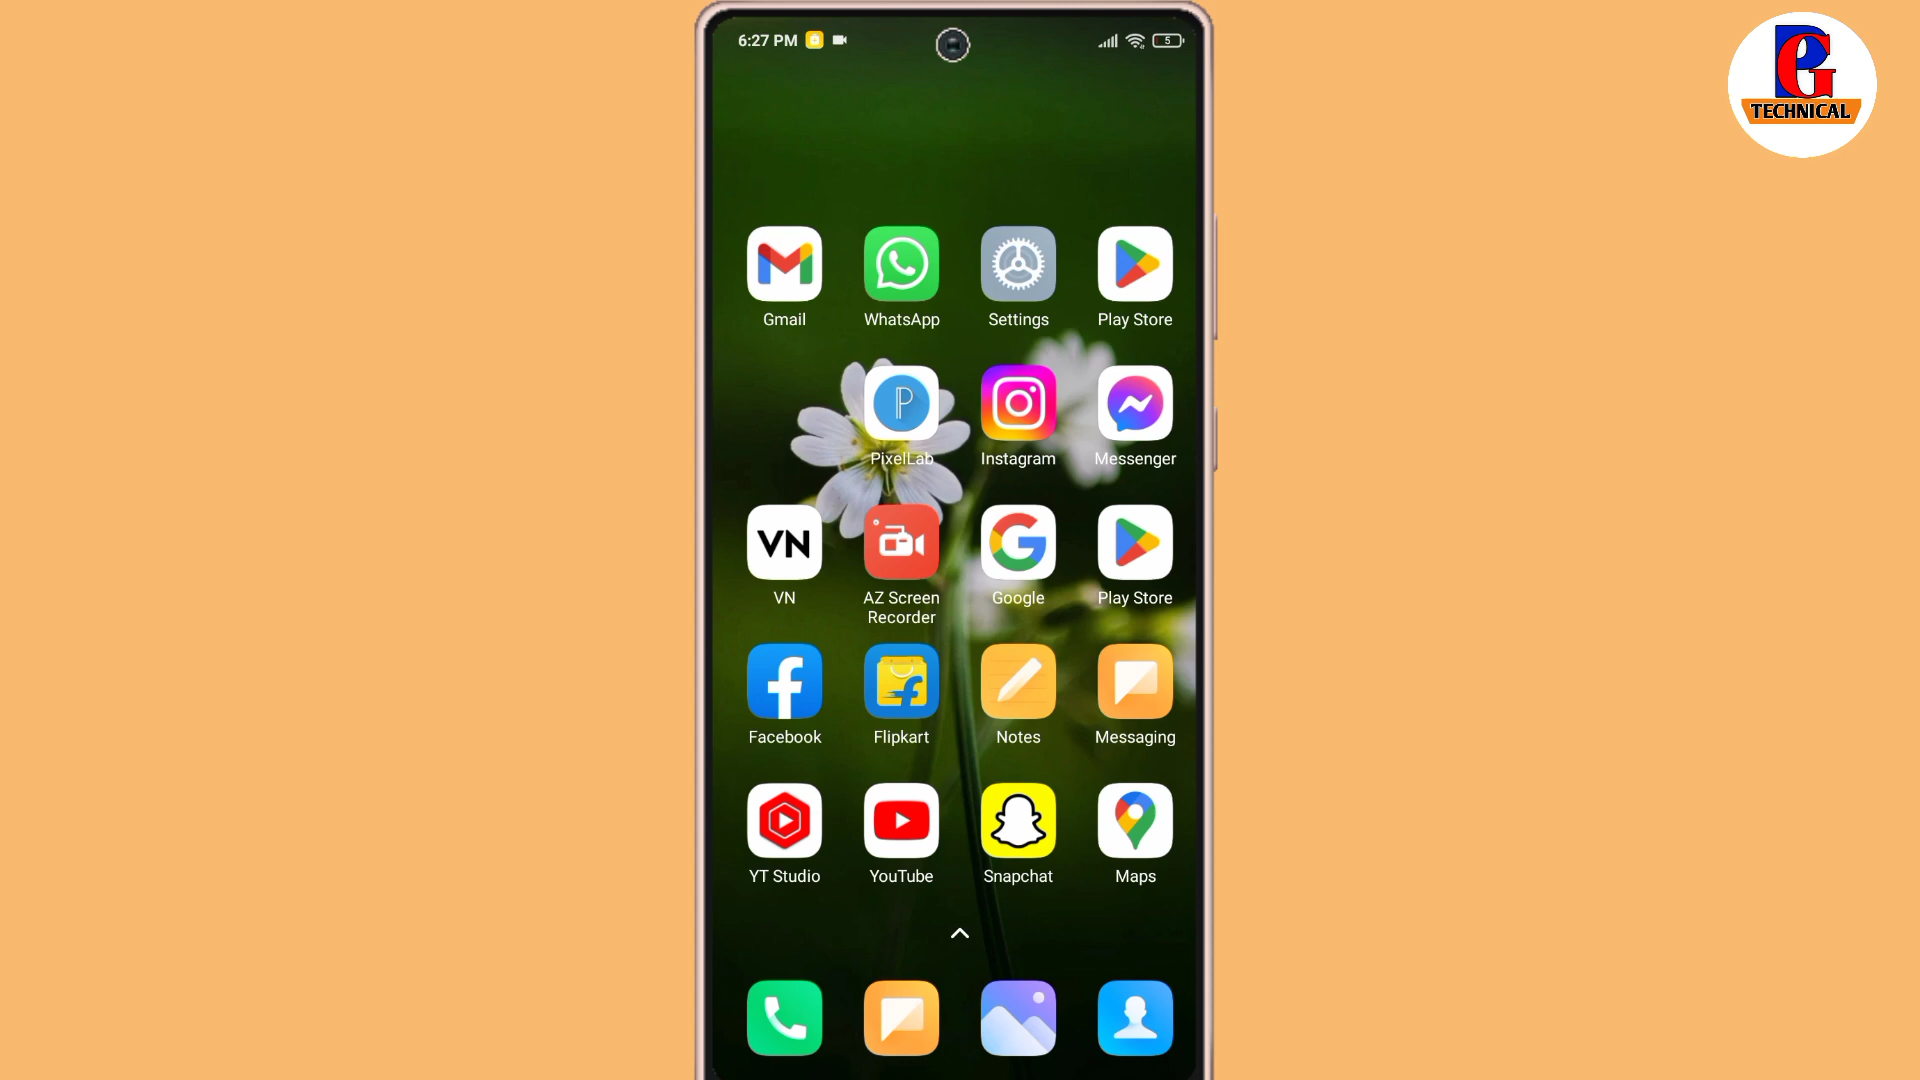 6:27 PM
5
PG
TECHNICAL
Gmail
WhatsApp
Settings
Play Store
P
PixelLab
Instagram
Messenger
VN
VN
AZ Screen
Recorder
G
Google
Play Store
f
Facebook
f
Flipkart
Notes
Messaging
YT Studio
YouTube
Snapchat
Maps